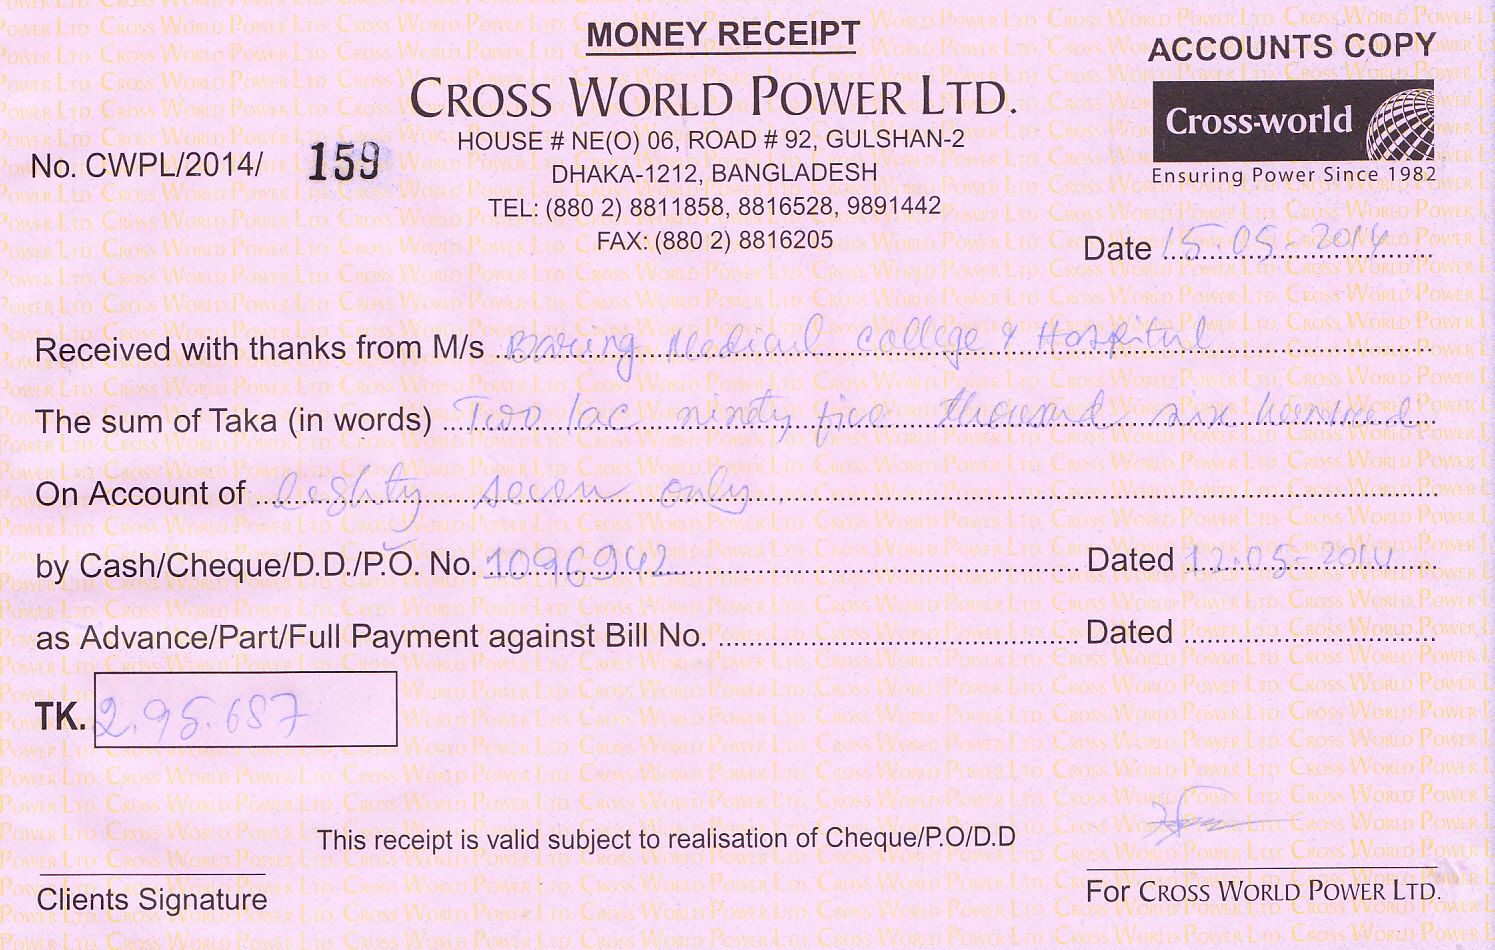 MONEY RECEIPT
ACCOUNTS COPY
CROSS WORLD POWER LTD.
Cross-world
Ensuring Power Since 1982
HOUSE # NE(O) 06, ROAD # 92, GULSHAN-2
DHAKA-1212, BANGLADESH
TEL: (880 2) 8811858, 8816528, 9891442
FAX: (880 2) 8816205
No. CWPL/2014/ 159
Date 15-05-2014
Received with thanks from M/s Medical College & Hospital
The sum of Taka (in words) Two lac ninety five thousand six hundred
On Account of eighty seven only
by Cash/Cheque/D.D./P.O. No. 1096942 Dated 12.05-2014
as Advance/Part/Full Payment against Bill No. Dated
TK. 2.95.687
This receipt is valid subject to realisation of Cheque/P.O/D.D
Clients Signature
For CROSS WORLD POWER LTD.